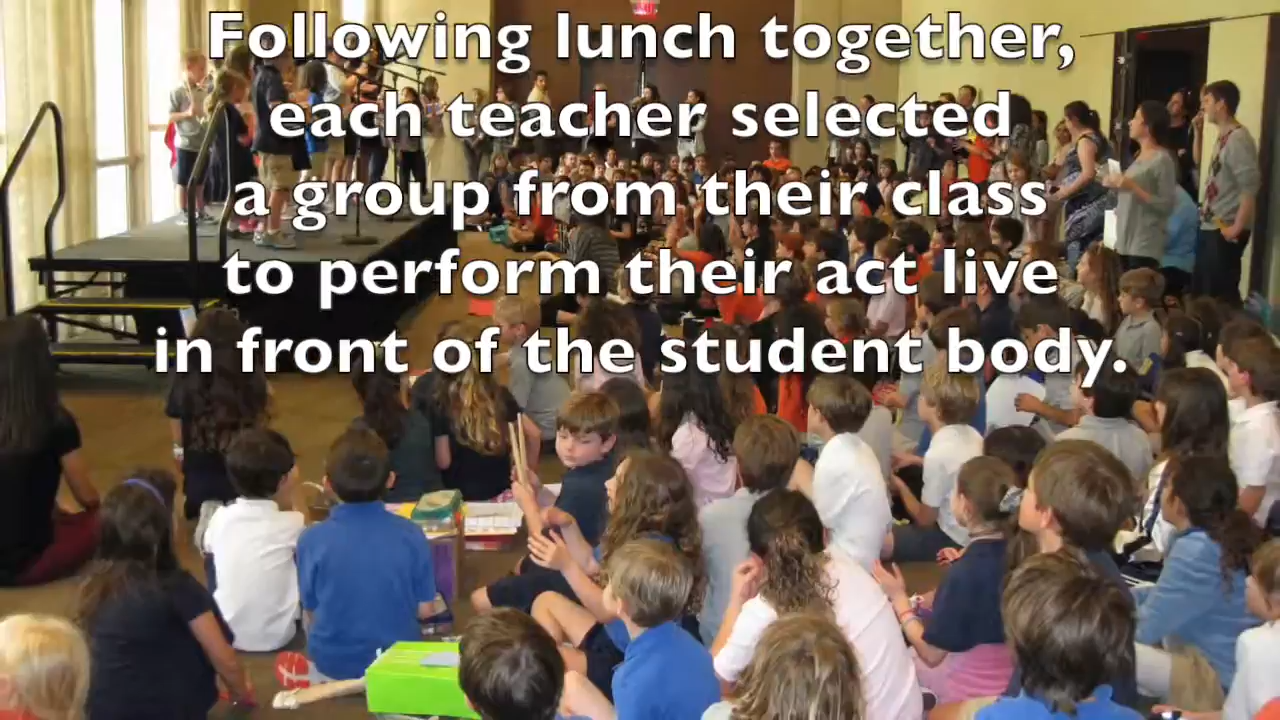 Following lunch together,
each teacher selected
a group from their class
to perform their act live
in front of the student body.